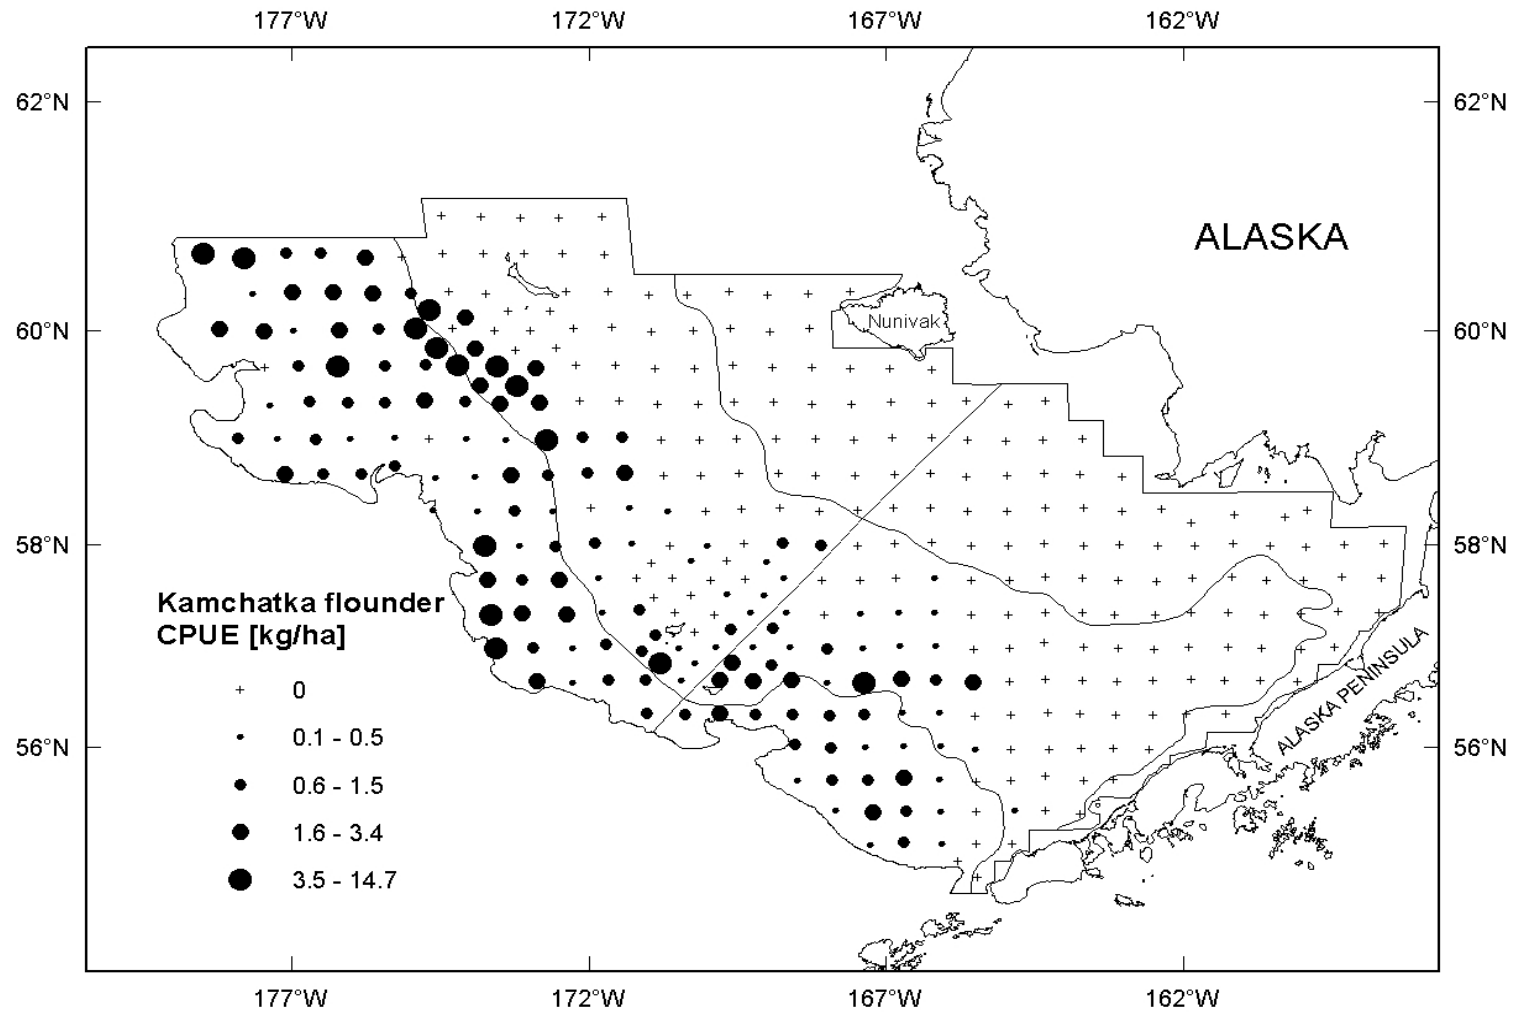 177°W 172°W 167°W 162°W
62°N 62°N
ALASKA
60°N Nunivak 60°N
58°N 58°N
Kamchatka flounder
CPUE [kg/ha]
+ 0
0.1 - 0.5
0.6 - 1.5
1.6 - 3.4
3.5 - 14.7
ALASKA PENINSULA
56°N 56°N
177°W 172°W 167°W 162°W